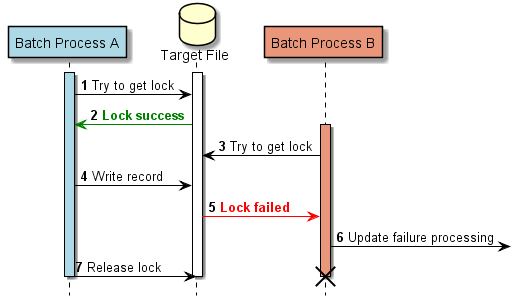 Batch Process A
Target File
Batch Process B
1 Try to get lock
2 Lock success
3 Try to get lock
4 Write record
5 Lock failed
6 Update failure processing
7 Release lock